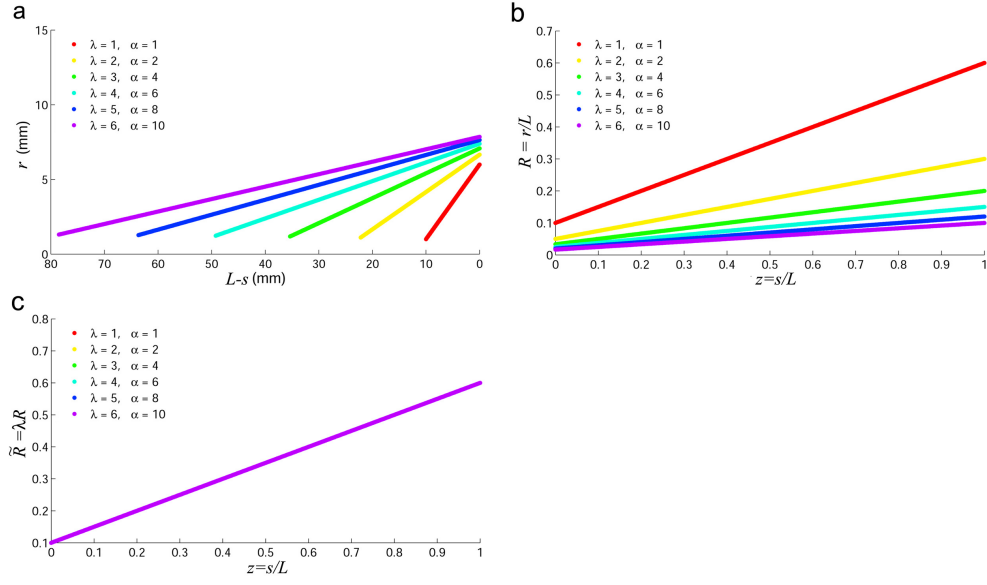 a
15
10
5
0
r (mm)
λ = 1, α = 1
λ = 2, α = 2
λ = 3, α = 4
λ = 4, α = 6
λ = 5, α = 8
λ = 6, α = 10
80 70 60 50 40 30 20 10 0
L-s (mm)
b
0.7
0.6
0.5
0.4
0.3
0.2
0.1
0
R = r/L
λ = 1, α = 1
λ = 2, α = 2
λ = 3, α = 4
λ = 4, α = 6
λ = 5, α = 8
λ = 6, α = 10
0 0.1 0.2 0.3 0.4 0.5 0.6 0.7 0.8 0.9 1
z=s/L
c
0.8
0.7
0.6
0.5
0.4
0.3
0.2
0.1
R̃ =λR
λ = 1, α = 1
λ = 2, α = 2
λ = 3, α = 4
λ = 4, α = 6
λ = 5, α = 8
λ = 6, α = 10
0 0.1 0.2 0.3 0.4 0.5 0.6 0.7 0.8 0.9 1
z=s/L